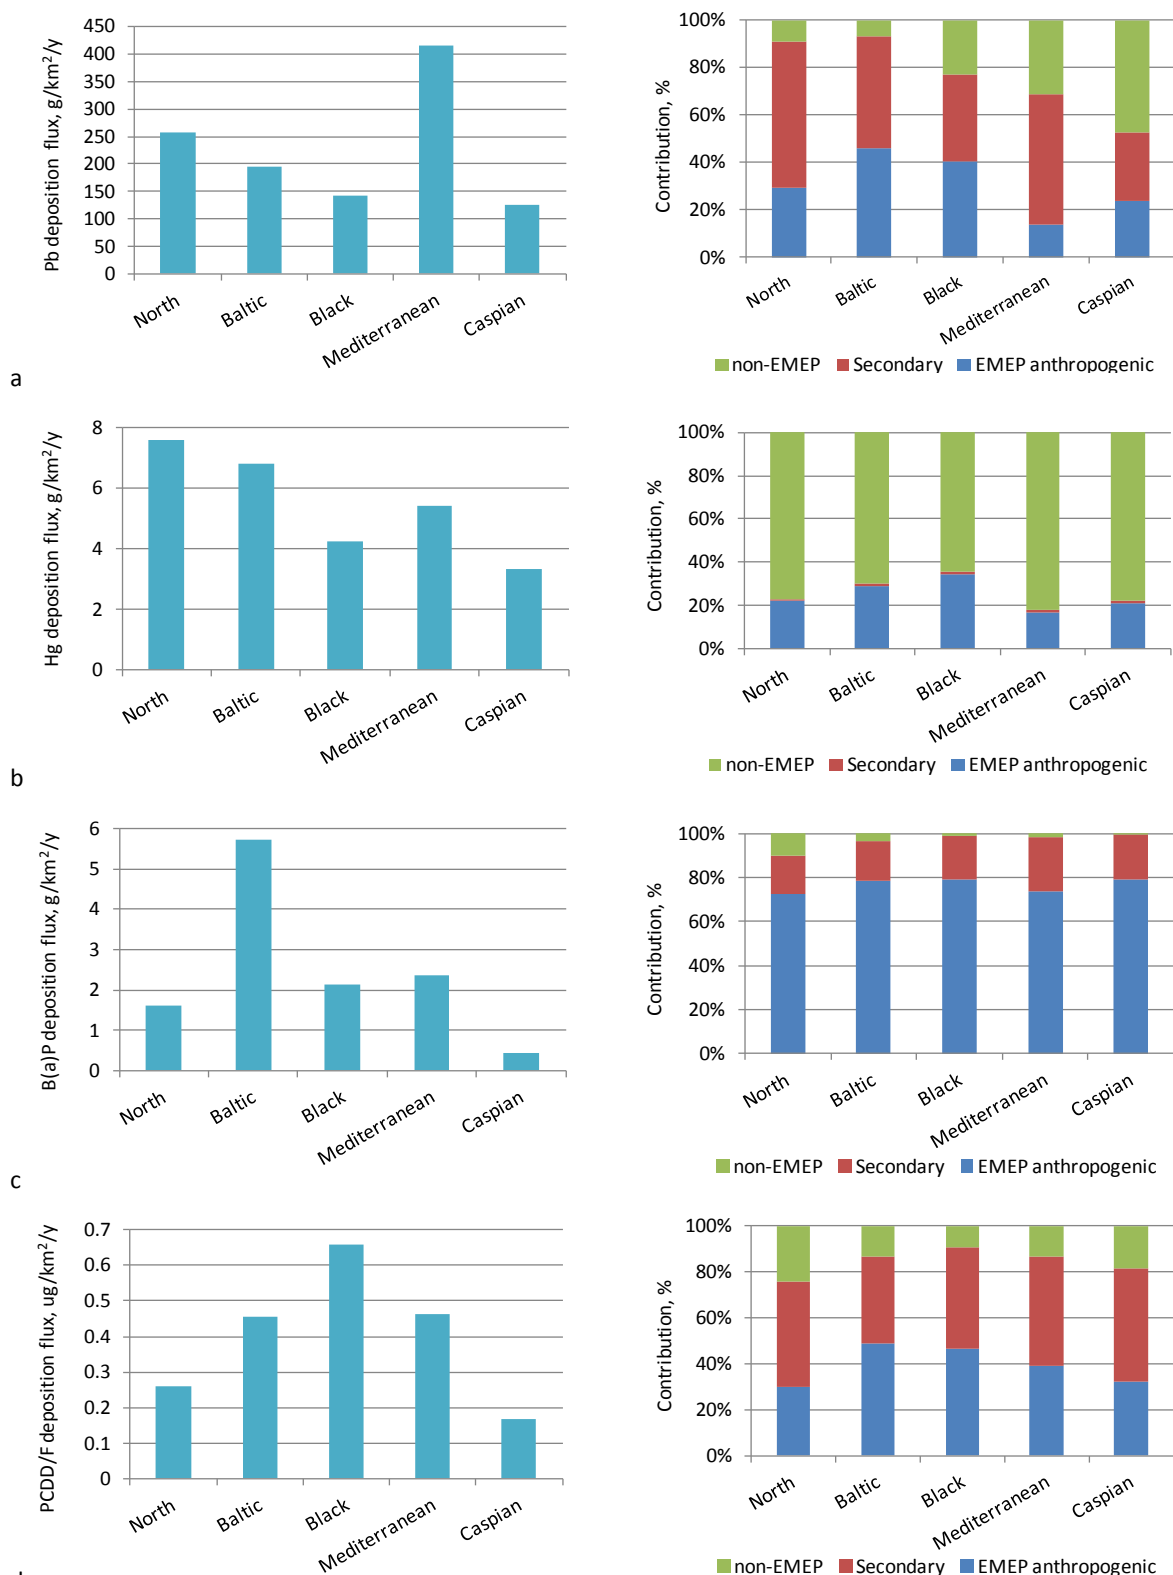 Pb deposition flux, g/km²/y
450
400
350
300
250
200
150
100
50
0
North
Baltic
Black
Mediterranean
Caspian
Contribution, %
100%
80%
60%
40%
20%
0%
North
Baltic
Black
Mediterranean
Caspian
non-EMEP Secondary EMEP anthropogenic
a
Hg deposition flux, g/km²/y
8
6
4
2
0
North
Baltic
Black
Mediterranean
Caspian
Contribution, %
100%
80%
60%
40%
20%
0%
North
Baltic
Black
Mediterranean
Caspian
non-EMEP Secondary EMEP anthropogenic
b
B(a)P deposition flux, g/km²/y
6
5
4
3
2
1
0
North
Baltic
Black
Mediterranean
Caspian
Contribution, %
100%
80%
60%
40%
20%
0%
North
Baltic
Black
Mediterranean
Caspian
non-EMEP Secondary EMEP anthropogenic
c
PCDD/F deposition flux, ug/km²/y
0.7
0.6
0.5
0.4
0.3
0.2
0.1
0
North
Baltic
Black
Mediterranean
Caspian
Contribution, %
100%
80%
60%
40%
20%
0%
North
Baltic
Black
Mediterranean
Caspian
non-EMEP Secondary EMEP anthropogenic